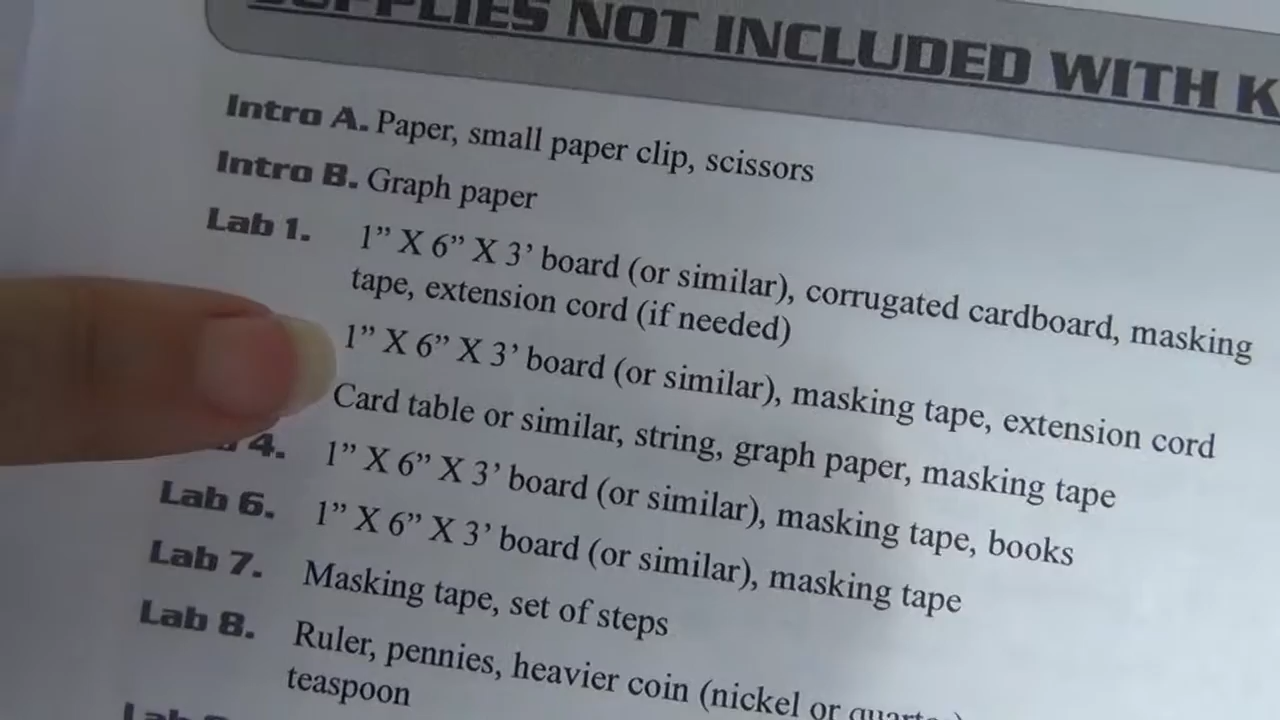 SUPPLIES NOT INCLUDED WITH K
Intro A. Paper, small paper clip, scissors
Intro B. Graph paper
Lab 1. 1” X 6” X 3’ board (or similar), corrugated cardboard, masking
tape, extension cord (if needed)
1” X 6” X 3’ board (or similar), masking tape, extension cord
Card table or similar, string, graph paper, masking tape
4. 1” X 6” X 3’ board (or similar), masking tape, books
Lab 6. 1” X 6” X 3’ board (or similar), masking tape
Lab 7. Masking tape, set of steps
Lab 8. Ruler, pennies, heavier coin (nickel or quarter)
teaspoon
Lab